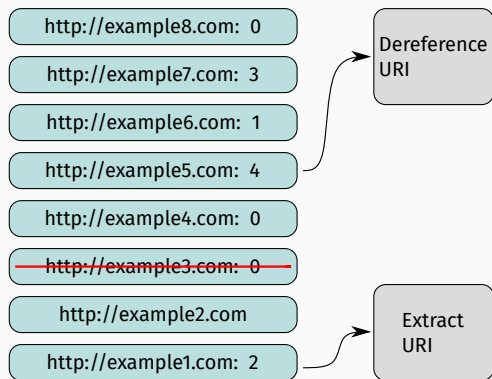 http://example8.com: 0
Dereference
URI
http://example7.com: 3
http://example6.com: 1
http://example5.com: 4
http://example4.com: 0
http://example3.com: 0
http://example2.com
Extract
URI
http://example1.com: 2